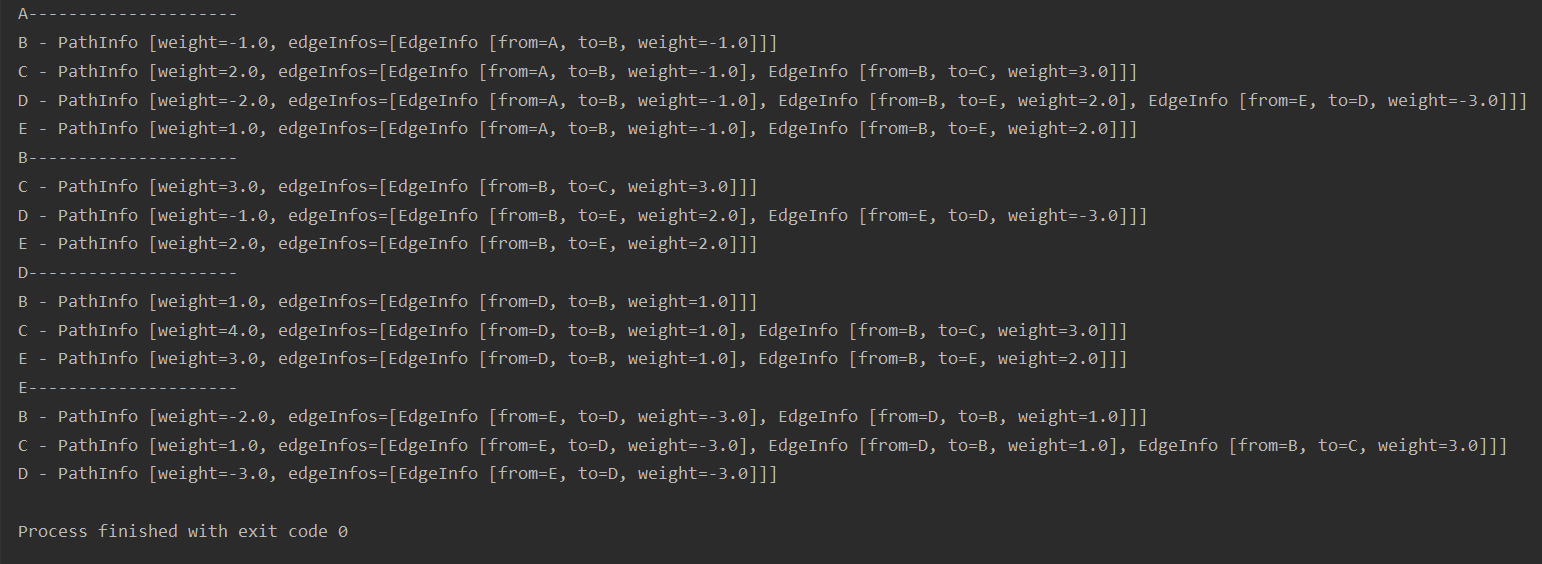 A---------------------
B - PathInfo [weight=-1.0, edgeInfos=[EdgeInfo [from=A, to=B, weight=-1.0]]]
C - PathInfo [weight=2.0, edgeInfos=[EdgeInfo [from=A, to=B, weight=-1.0], EdgeInfo [from=B, to=C, weight=3.0]]]
D - PathInfo [weight=-2.0, edgeInfos=[EdgeInfo [from=A, to=B, weight=-1.0], EdgeInfo [from=B, to=E, weight=2.0], EdgeInfo [from=E, to=D, weight=-3.0]]]
E - PathInfo [weight=1.0, edgeInfos=[EdgeInfo [from=A, to=B, weight=-1.0], EdgeInfo [from=B, to=E, weight=2.0]]]
B---------------------
C - PathInfo [weight=3.0, edgeInfos=[EdgeInfo [from=B, to=C, weight=3.0]]]
D - PathInfo [weight=-1.0, edgeInfos=[EdgeInfo [from=B, to=E, weight=2.0], EdgeInfo [from=E, to=D, weight=-3.0]]]
E - PathInfo [weight=2.0, edgeInfos=[EdgeInfo [from=B, to=E, weight=2.0]]]
D---------------------
B - PathInfo [weight=1.0, edgeInfos=[EdgeInfo [from=D, to=B, weight=1.0]]]
C - PathInfo [weight=4.0, edgeInfos=[EdgeInfo [from=D, to=B, weight=1.0], EdgeInfo [from=B, to=C, weight=3.0]]]
E - PathInfo [weight=3.0, edgeInfos=[EdgeInfo [from=D, to=B, weight=1.0], EdgeInfo [from=B, to=E, weight=2.0]]]
E---------------------
B - PathInfo [weight=-2.0, edgeInfos=[EdgeInfo [from=E, to=D, weight=-3.0], EdgeInfo [from=D, to=B, weight=1.0]]]
C - PathInfo [weight=1.0, edgeInfos=[EdgeInfo [from=E, to=D, weight=-3.0], EdgeInfo [from=D, to=B, weight=1.0], EdgeInfo [from=B, to=C, weight=3.0]]]
D - PathInfo [weight=-3.0, edgeInfos=[EdgeInfo [from=E, to=D, weight=-3.0]]]
Process finished with exit code 0